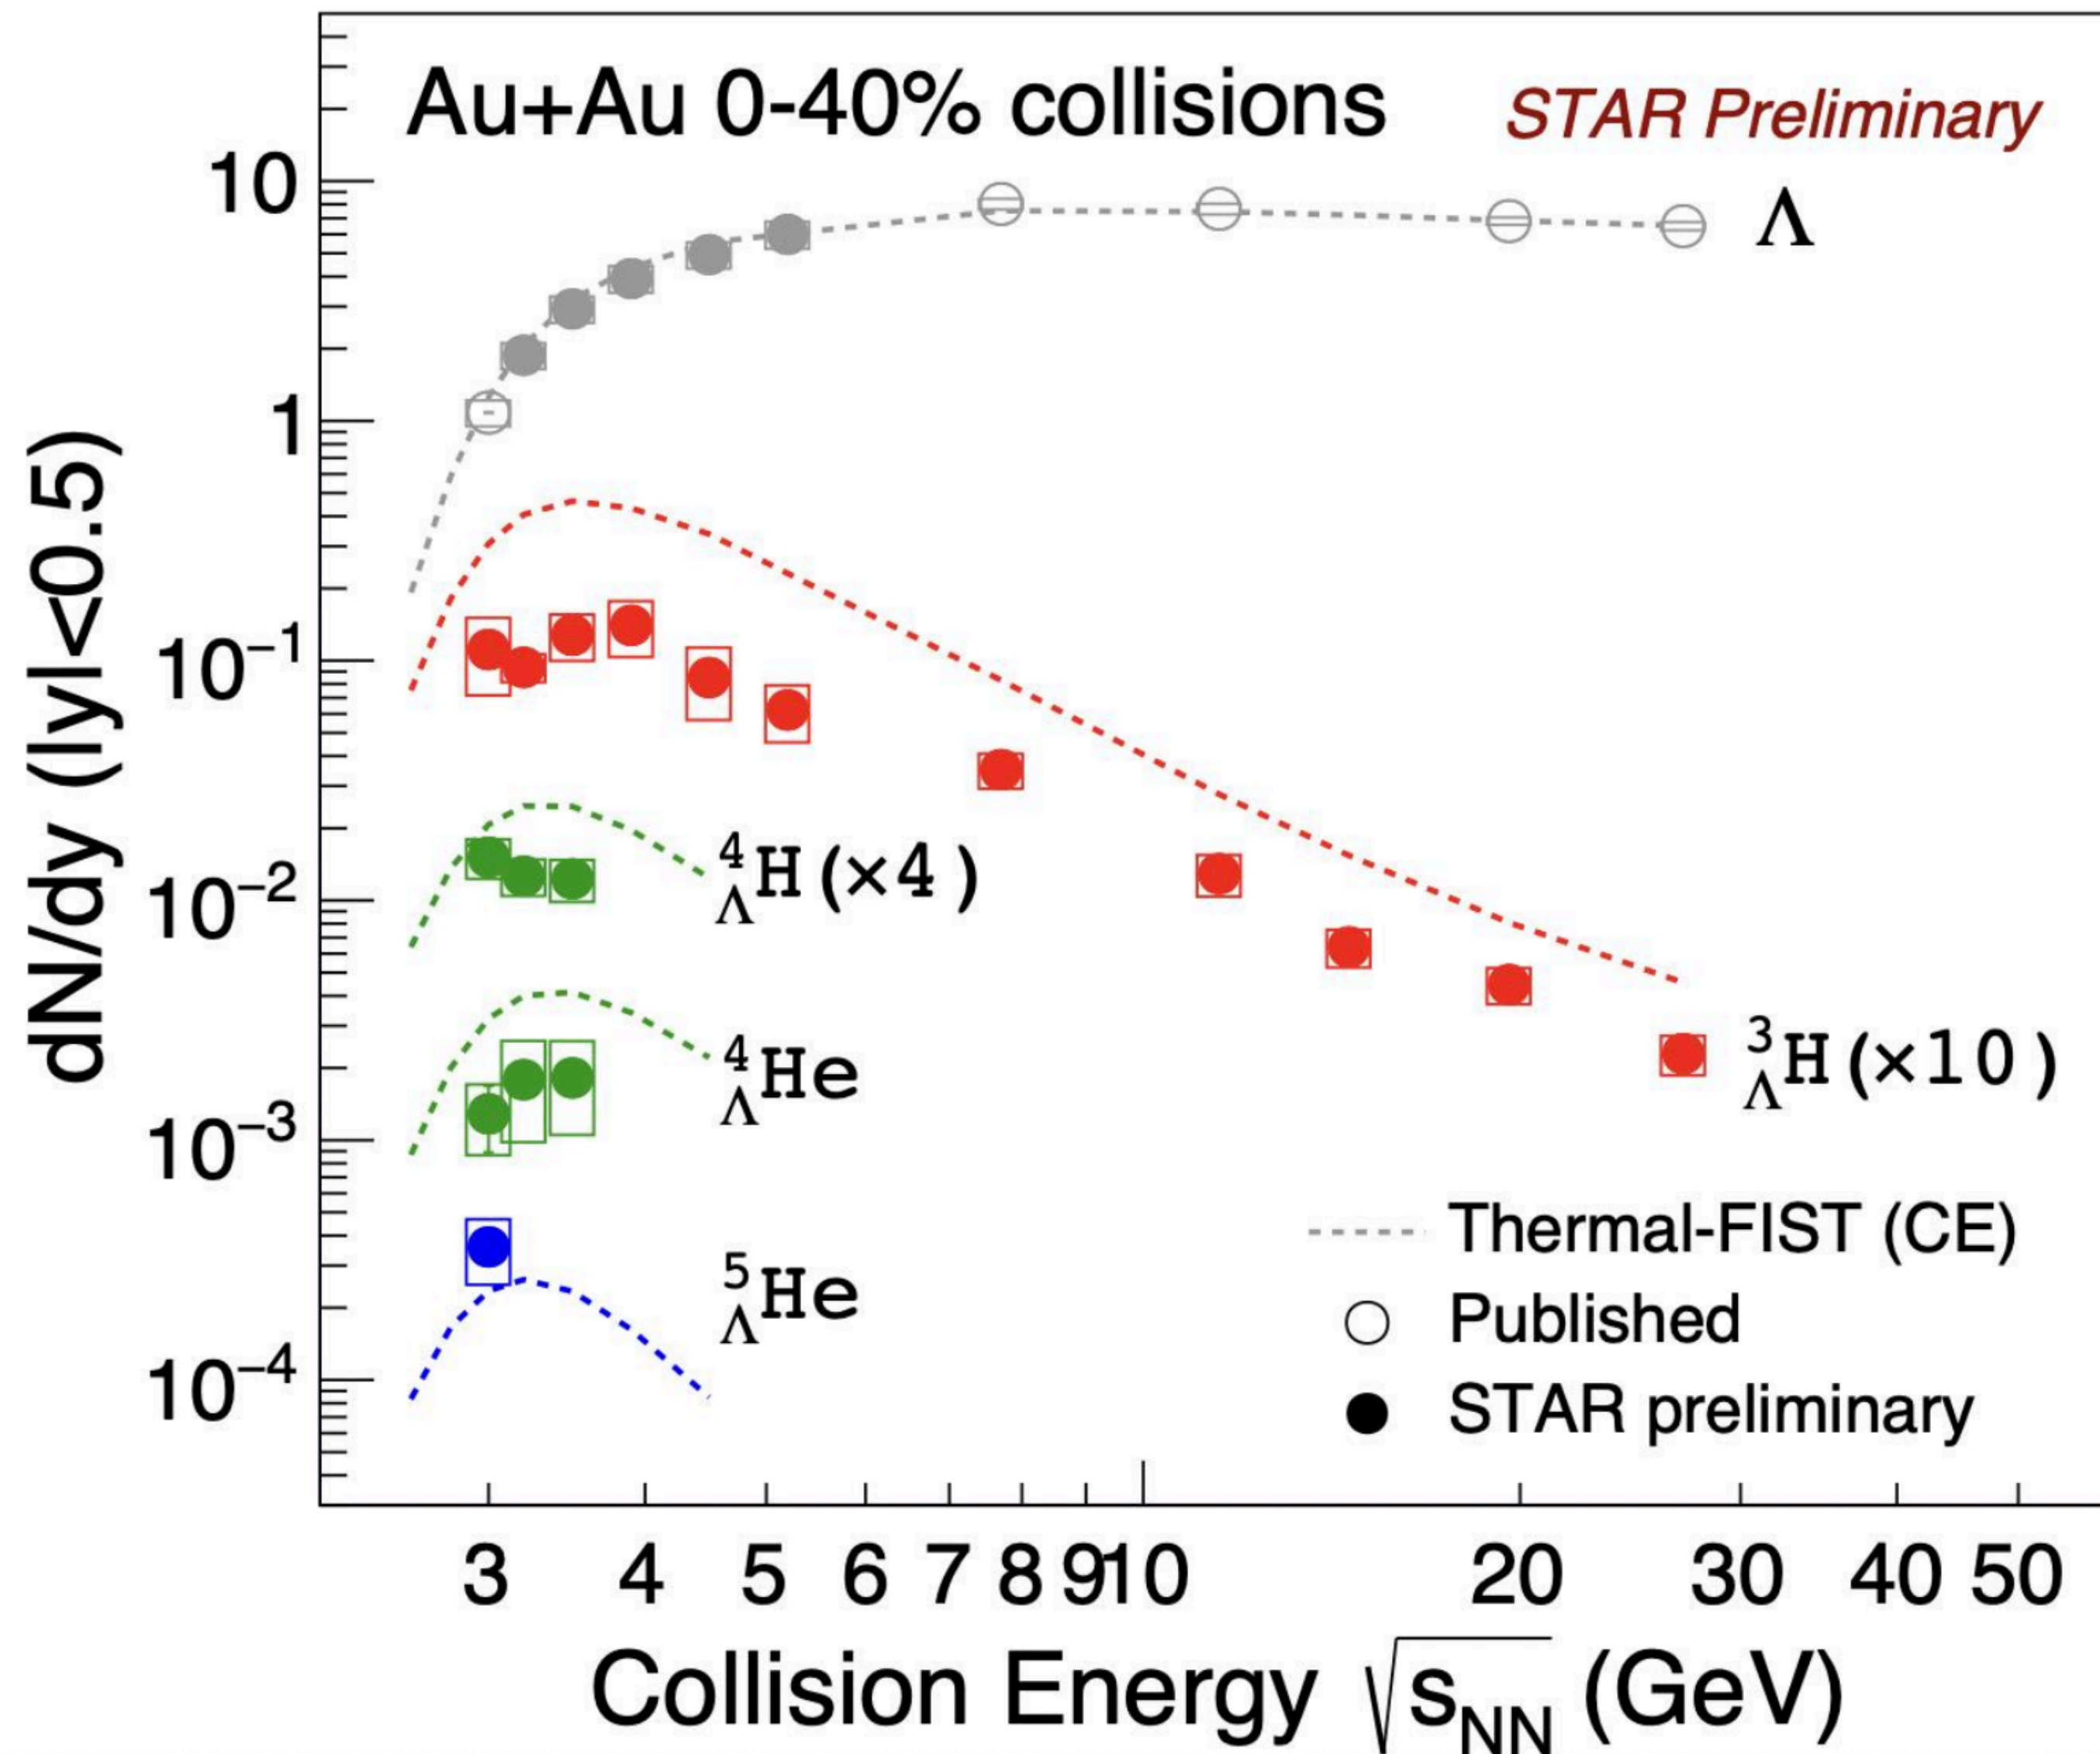 Au+Au 0-40% collisions
STAR Preliminary
10
1
10⁻¹
10⁻²
10⁻³
10⁻⁴
dN/dy (|y|<0.5)
Λ
⁴ΛH(×4)
⁴ΛHe
³ΛH(×10)
⁵ΛHe
Thermal-FIST (CE)
Published
STAR preliminary
3 4 5 6 7 8 9 10 20 30 40 50
Collision Energy √sNN (GeV)